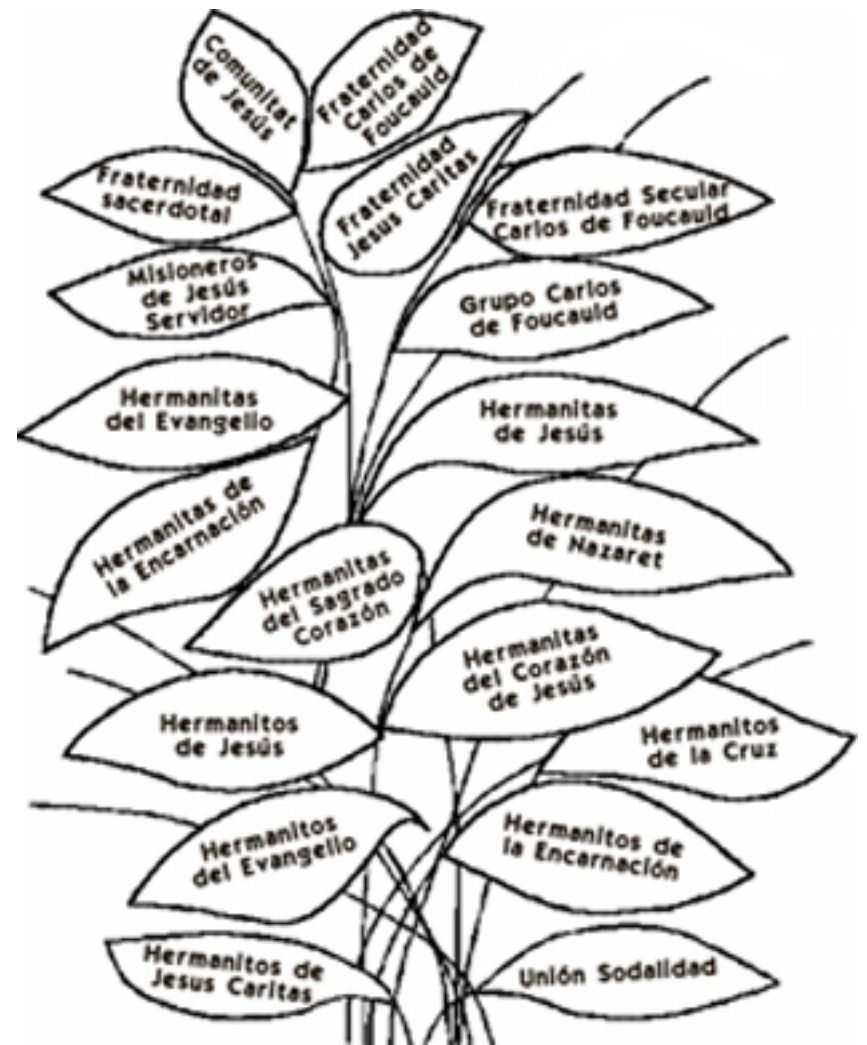 Comunitat
de Jesús
Fraternidad
Carlos de
Foucauld
Fraternidad
sacerdotal
Fraternidad
Jesus Caritas
Fraternidad Secular
Carlos de Foucauld
Misioneros
de Jesús
Servidor
Grupo Carlos
de Foucauld
Hermanitas
del Evangelio
Hermanitas
de Jesús
Hermanitas de
la Encarnación
Hermanitas
del Sagrado
Corazón
Hermanitas
de Nazaret
Hermanitas
del Corazón
de Jesús
Hermanitos
de Jesús
Hermanitos
de la Cruz
Hermanitos
del Evangelio
Hermanitos de
la Encarnación
Hermanitos de
Jesus Caritas
Unión Sodalidad